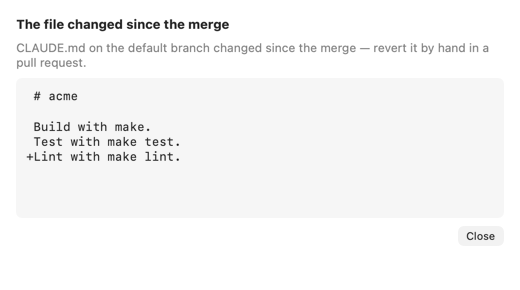 The file changed since the merge
CLAUDE.md on the default branch changed since the merge — revert it by hand in a
pull request.
# acme
Build with make.
Test with make test.
+Lint with make lint.
Close